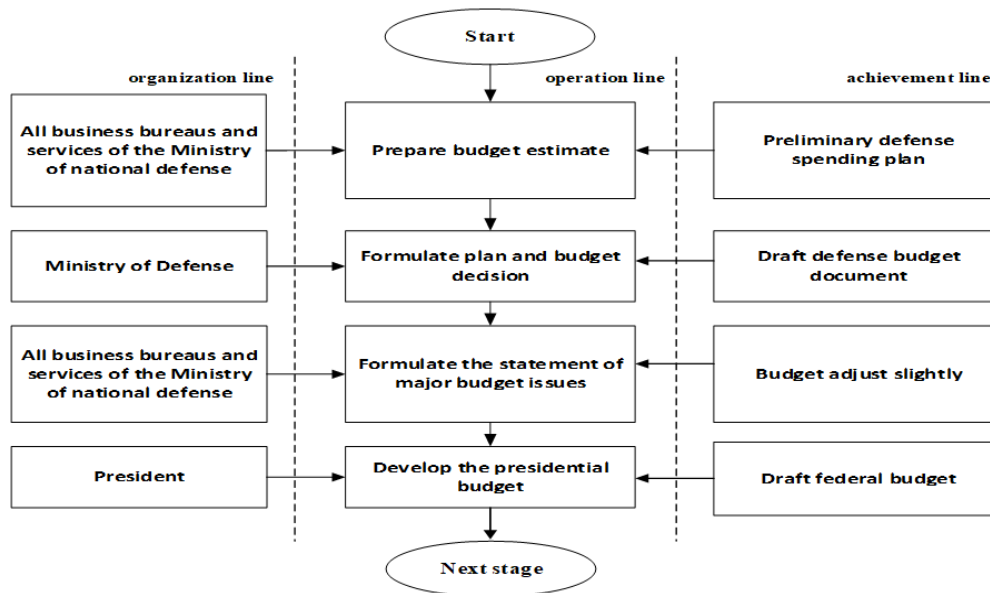 Start
organization line
operation line
achievement line
All business bureaus and
services of the Ministry
of national defense
Prepare budget estimate
Preliminary defense
spending plan
Ministry of Defense
Formulate plan and budget
decision
Draft defense budget
document
All business bureaus and
services of the Ministry
of national defense
Formulate the statement of
major budget issues
Budget adjust slightly
President
Develop the presidential
budget
Draft federal budget
Next stage